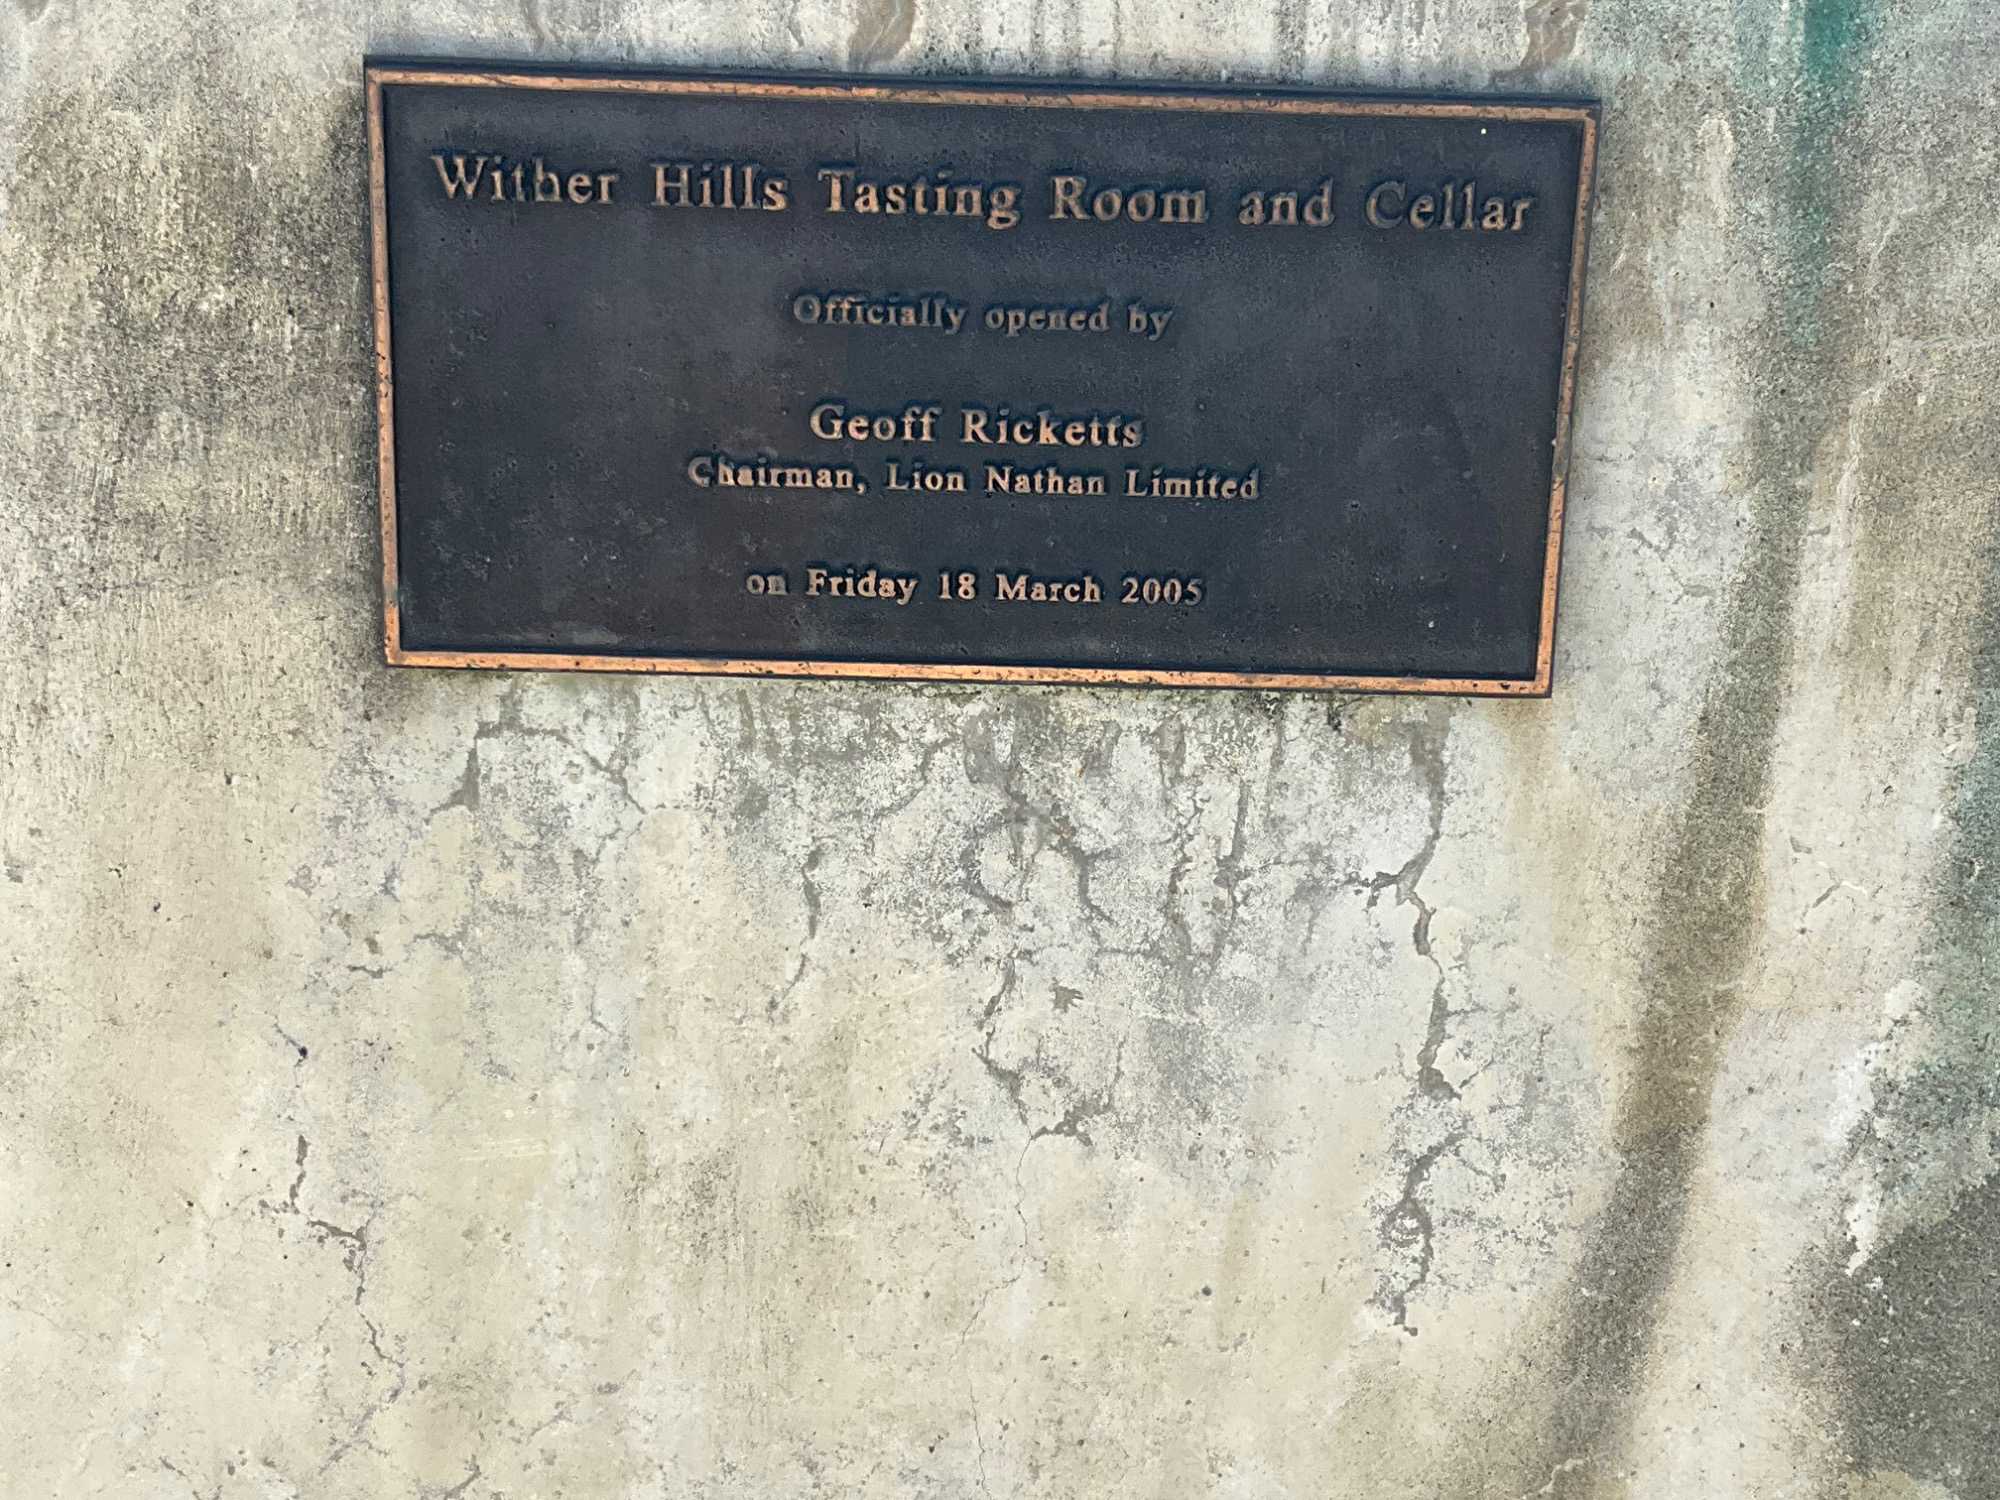 Wither Hills Tasting Room and Cellar
Officially opened by
Geoff Ricketts
Chairman, Lion Nathan Limited
on Friday 18 March 2005